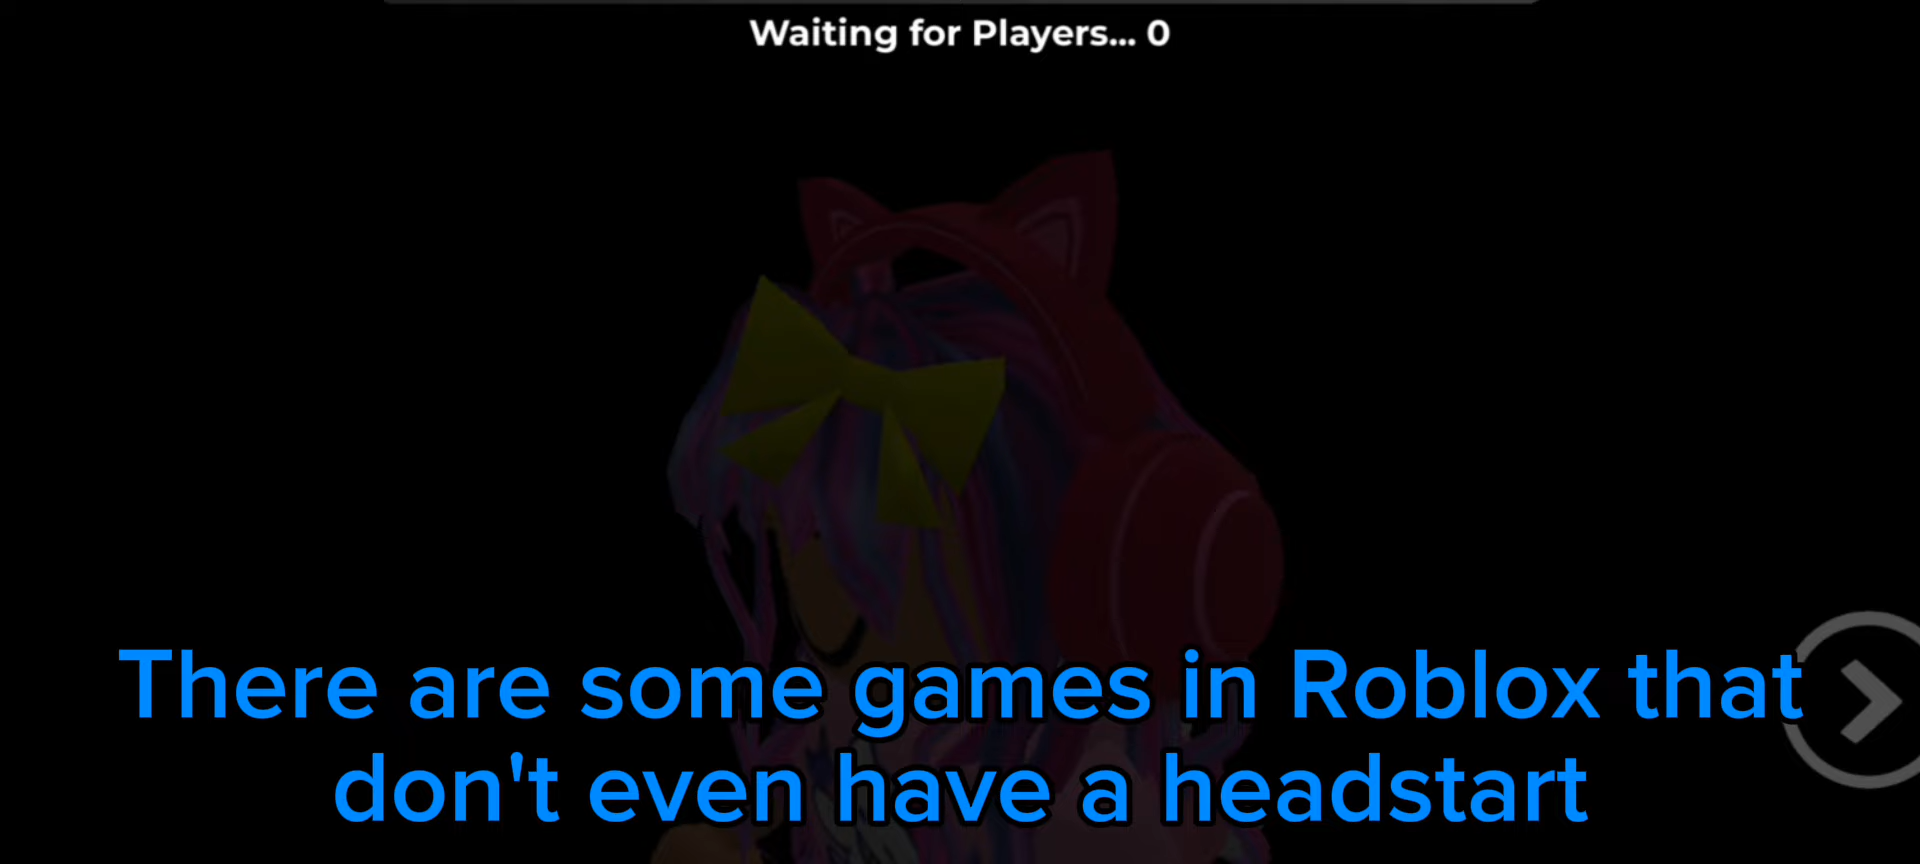 Waiting for Players... 0
There are some games in Roblox that
don't even have a headstart